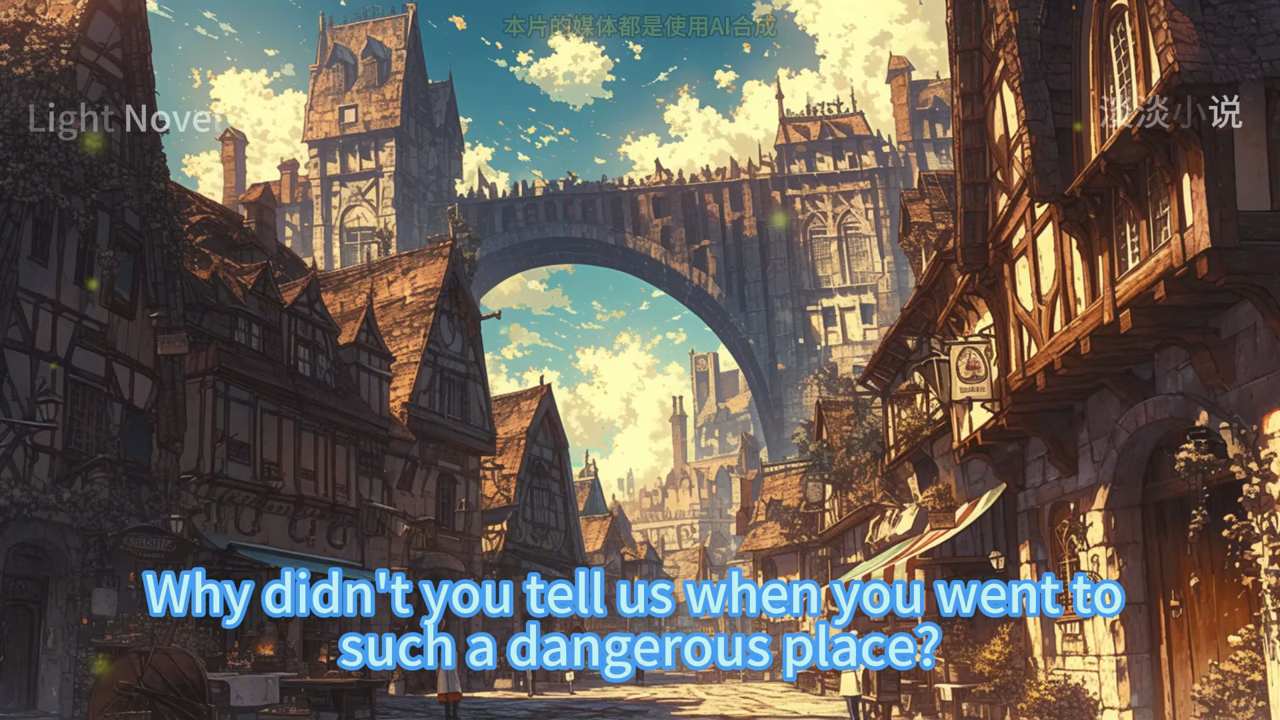 本片的媒体都是使用AI合成
Light Novel
淡淡小说
Why didn't you tell us when you went to
such a dangerous place?